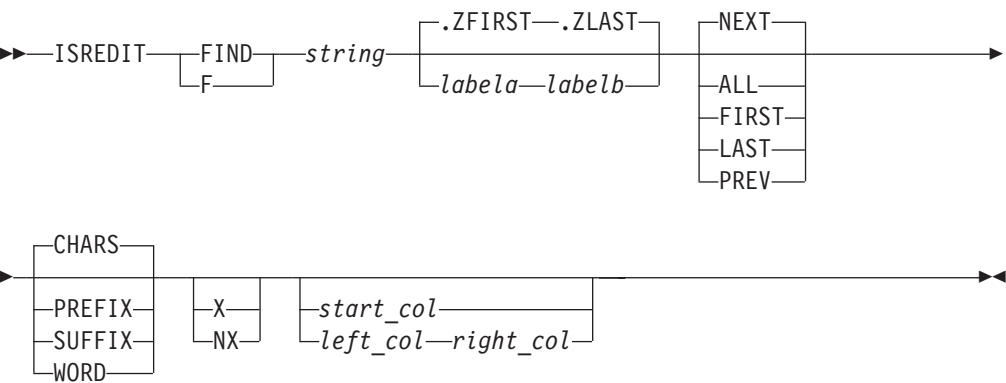 .ZFIRST .ZLAST NEXT
ISREDIT FIND string
F labela labelb ALL
FIRST
LAST
PREV
CHARS
PREFIX X start_col
SUFFIX NX left_col right_col
WORD